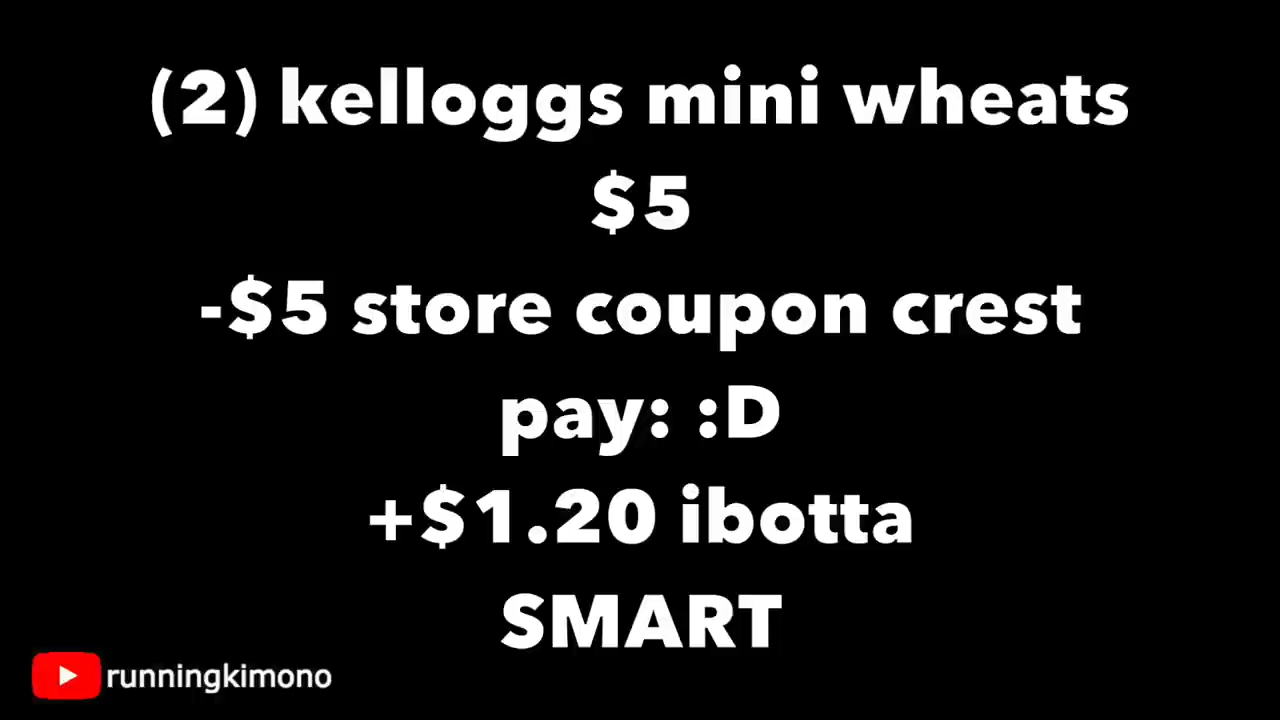 (2) kelloggs mini wheats
$5
-$5 store coupon crest
pay: :D
+$1.20 ibotta
SMART
runningkimono